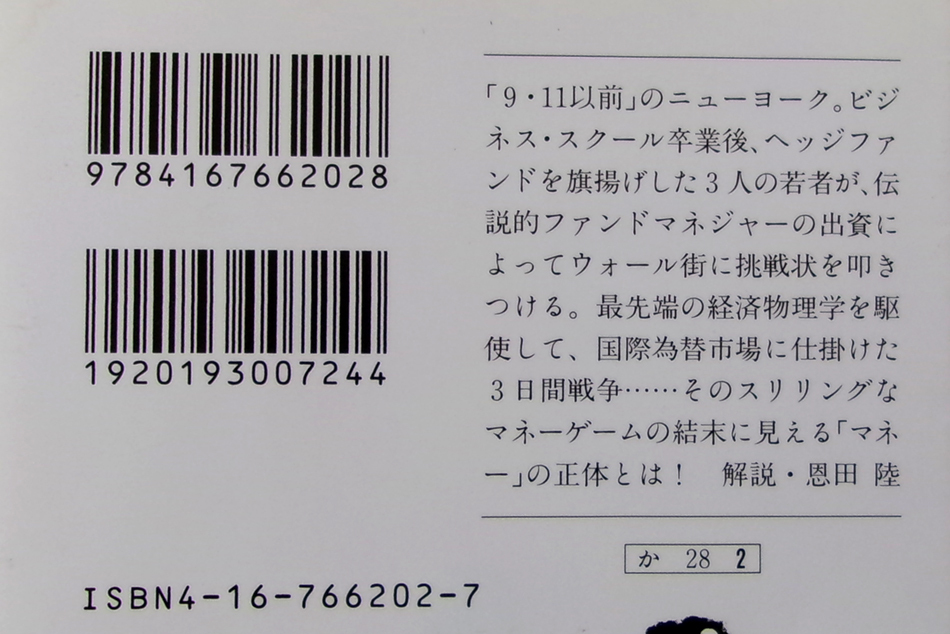 9784167662028
1920193007244
「9・11以前」のニューヨーク。ビジ
ネス・スクール卒業後、ヘッジファ
ンドを旗揚げした3人の若者が、伝
説的ファンドマネジャーの出資に
よってウォール街に挑戦状を叩き
つける。最先端の経済物理学を駆
使して、国際為替市場に仕掛けた
3日間戦争……そのスリリングな
マネーゲームの結末に見える「マネ
ー」の正体とは！　解説・恩田 陸
か 28 2
ISBN4-16-766202-7